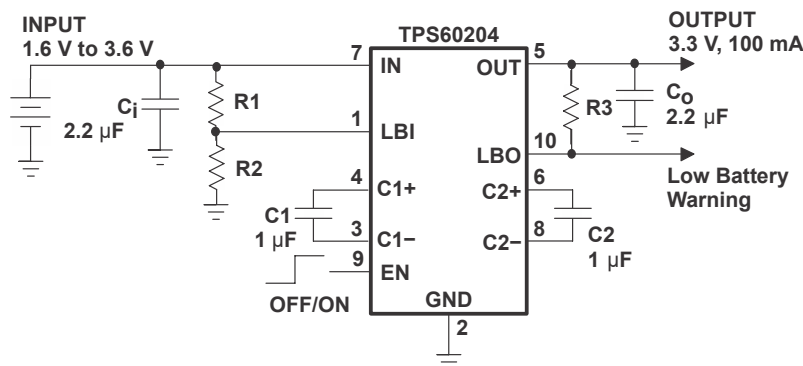 INPUT
1.6 V to 3.6 V
TPS60204
OUTPUT
3.3 V, 100 mA
7
IN
OUT
5
Ci
2.2 µF
R1
R3
Co
2.2 µF
1
LBI
R2
LBO
10
Low Battery
Warning
4
C1+
C2+
6
C1
1 µF
3
C1−
C2−
8
C2
1 µF
9
EN
OFF/ON
GND
2